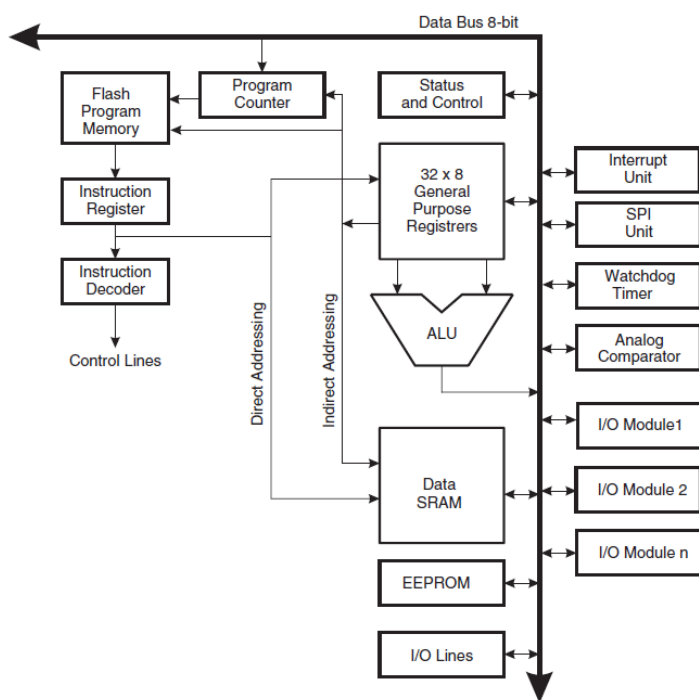 Data Bus 8-bit
Flash
Program
Memory
Program
Counter
Status
and Control
Instruction
Register
32 x 8
General
Purpose
Registrers
Interrupt
Unit
SPI
Unit
Instruction
Decoder
Watchdog
Timer
Control Lines
Direct Addressing
Indirect Addressing
ALU
Analog
Comparator
I/O Module1
Data
SRAM
I/O Module 2
I/O Module n
EEPROM
I/O Lines